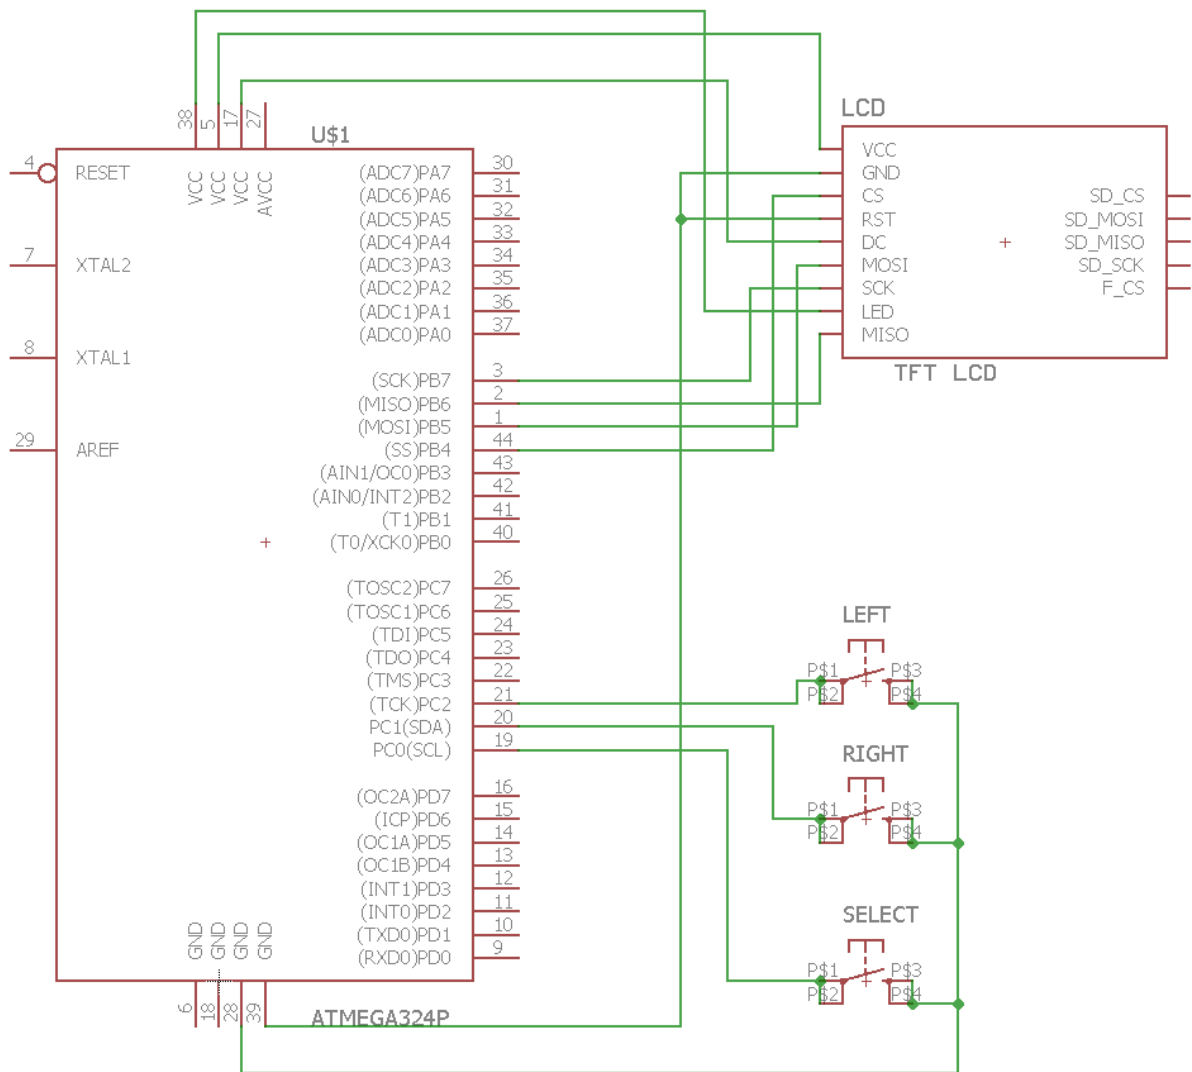 LCD
38
5
17
27
U$1
VCC
VCC
VCC
AVCC
4
RESET
7
XTAL2
8
XTAL1
29
AREF
(ADC7)PA7 30
(ADC6)PA6 31
(ADC5)PA5 32
(ADC4)PA4 33
(ADC3)PA3 34
(ADC2)PA2 35
(ADC1)PA1 36
(ADC0)PA0 37
(SCK)PB7 3
(MISO)PB6 2
(MOSI)PB5 1
(SS)PB4 44
(AIN1/OC0)PB3 43
(AIN0/INT2)PB2 42
(T1)PB1 41
(T0/XCK0)PB0 40
(TOSC2)PC7 26
(TOSC1)PC6 25
(TDI)PC5 24
(TDO)PC4 23
(TMS)PC3 22
(TCK)PC2 21
PC1(SDA) 20
PC0(SCL) 19
(OC2A)PD7 16
(ICP)PD6 15
(OC1A)PD5 14
(OC1B)PD4 13
(INT1)PD3 12
(INT0)PD2 11
(TXD0)PD1 10
(RXD0)PD0 9
GND
GND
GND
GND
6
18
28
39
ATMEGA324P
VCC
GND
CS
RST
DC
MOSI
SCK
LED
MISO
SD_CS
SD_MOSI
SD_MISO
SD_SCK
F_CS
TFT LCD
LEFT
P$1 P$3
P$2 P$4
RIGHT
P$1 P$3
P$2 P$4
SELECT
P$1 P$3
P$2 P$4